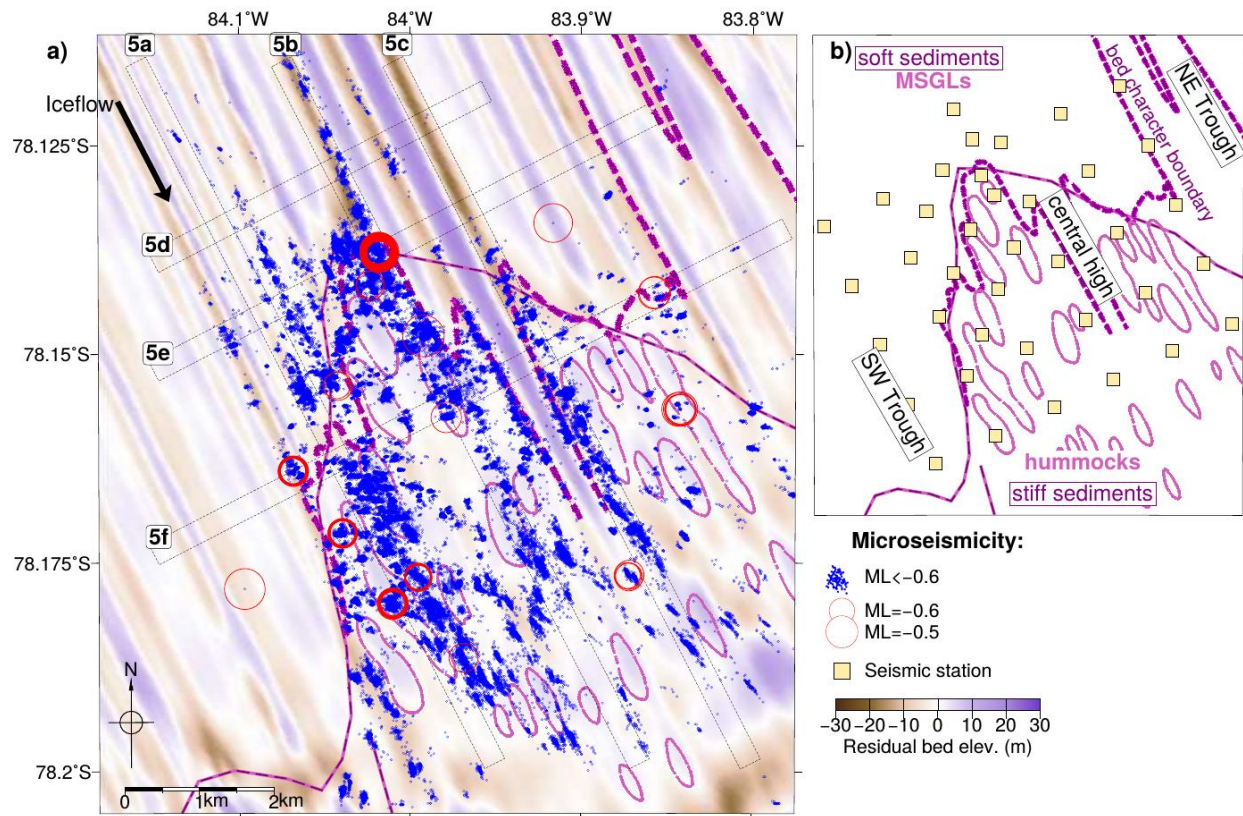 84.1°W
84°W
83.9°W
83.8°W
a)
5a
5b
5c
b)
soft sediments
MSGLs
bed character boundary
NE Trough
Iceflow
78.125°S
5d
central high
78.15°S
5e
SW Trough
hummocks
stiff sediments
5f
78.175°S
Microseismicity:
ML<−0.6
ML=−0.6
ML=−0.5
Seismic station
N
−30 −20 −10 0 10 20 30
Residual bed elev. (m)
78.2°S
0 1km 2km